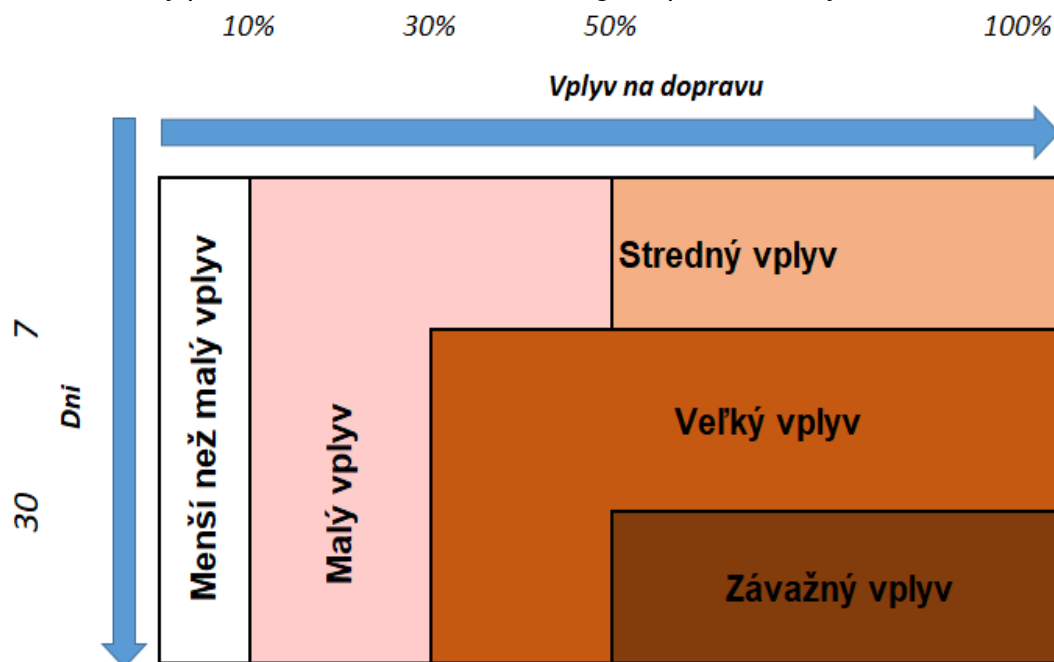 10% 30% 50% 100%
Vplyv na dopravu
Dni
7
30
Menší než malý vplyv
Malý vplyv
Stredný vplyv
Veľký vplyv
Závažný vplyv